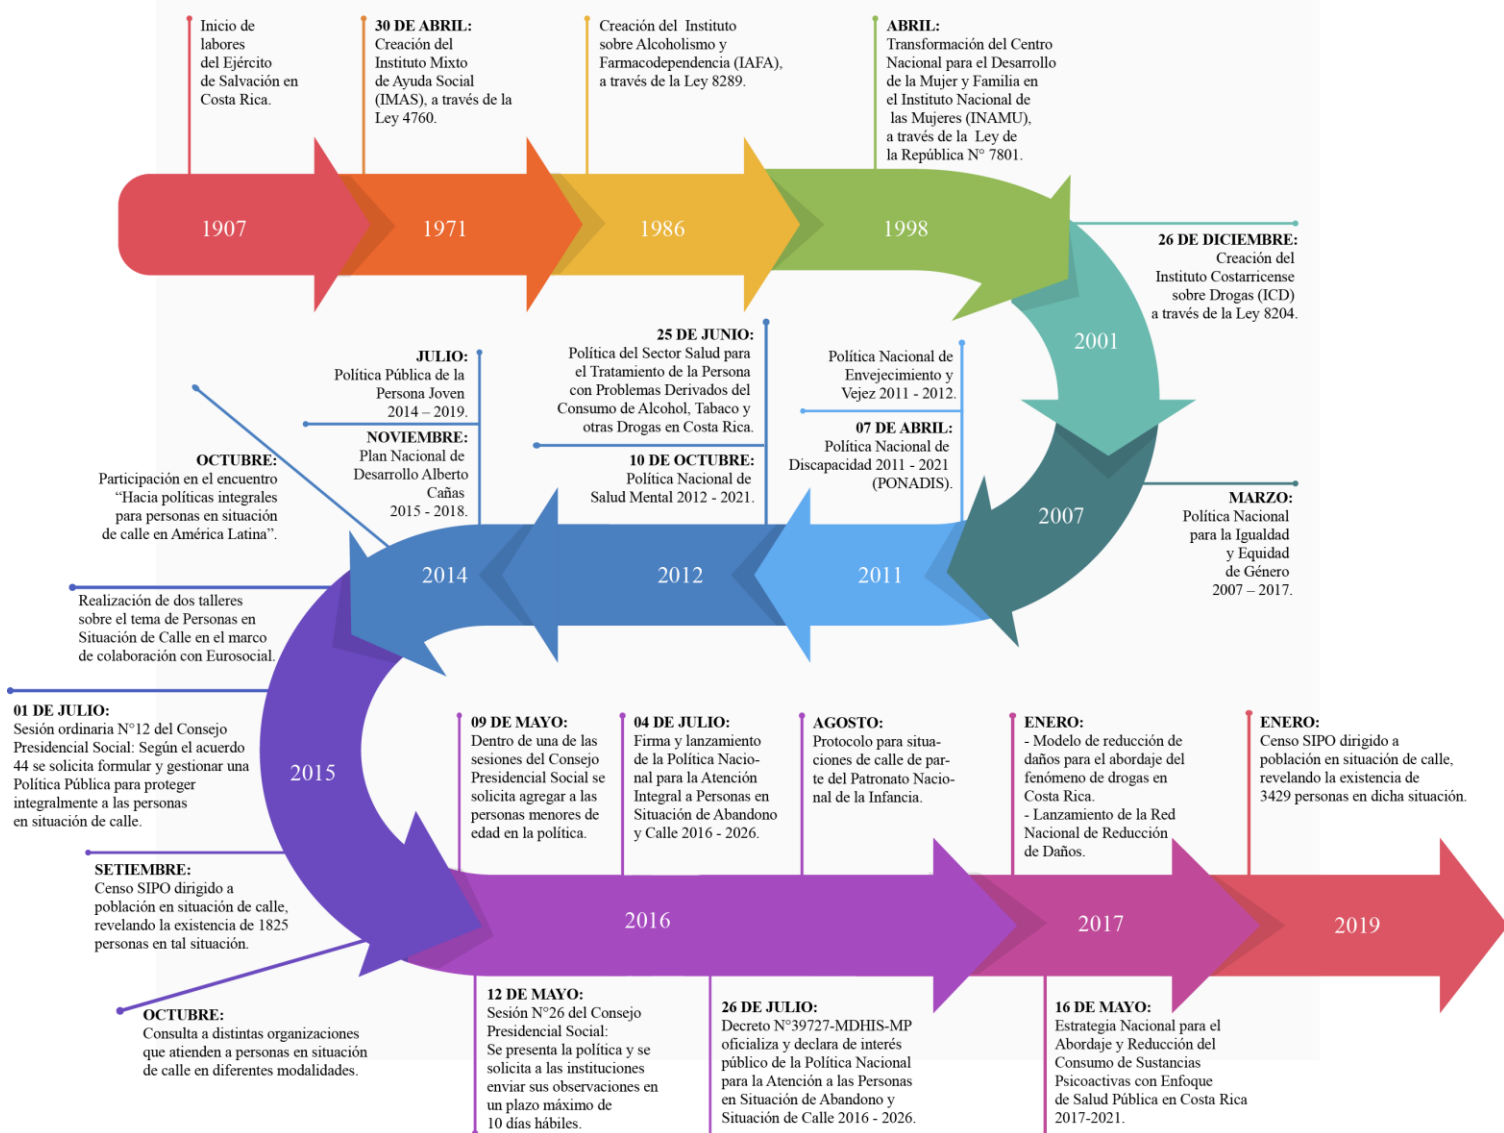 Inicio de
labores
del Ejército
de Salvación en
Costa Rica.
30 DE ABRIL:
Creación del
Instituto Mixto
de Ayuda Social
(IMAS), a través de la
Ley 4760.
Creación del Instituto
sobre Alcoholismo y
Farmacodependencia (IAFA),
a través de la Ley 8289.
ABRIL:
Transformación del Centro
Nacional para el Desarrollo
de la Mujer y Familia en
el Instituto Nacional de
las Mujeres (INAMU),
a través de la Ley de
la República N° 7801.
1907
1971
1986
1998
26 DE DICIEMBRE:
Creación del
Instituto Costarricense
sobre Drogas (ICD)
a través de la Ley 8204.
2001
MARZO:
Política Nacional
para la Igualdad
y Equidad
de Género
2007 – 2017.
2007
Política Nacional de
Envejecimiento y
Vejez 2011 - 2012.
07 DE ABRIL:
Política Nacional de
Discapacidad 2011 - 2021
(PONADIS).
2011
25 DE JUNIO:
Política del Sector Salud para
el Tratamiento de la Persona
con Problemas Derivados del
Consumo de Alcohol, Tabaco y
otras Drogas en Costa Rica.
10 DE OCTUBRE:
Política Nacional de
Salud Mental 2012 - 2021.
2012
JULIO:
Política Pública de la
Persona Joven
2014 – 2019.
NOVIEMBRE:
Plan Nacional de
Desarrollo Alberto
Cañas
2015 - 2018.
OCTUBRE:
Participación en el encuentro
“Hacia políticas integrales
para personas en situación
de calle en América Latina”.
2014
Realización de dos talleres
sobre el tema de Personas en
Situación de Calle en el marco
de colaboración con Eurosocial.
01 DE JULIO:
Sesión ordinaria N°12 del Consejo
Presidencial Social: Según el acuerdo
44 se solicita formular y gestionar una
Política Pública para proteger
integralmente a las personas
en situación de calle.
2015
SETIEMBRE:
Censo SIPO dirigido a
población en situación de calle,
revelando la existencia de 1825
personas en tal situación.
OCTUBRE:
Consulta a distintas organizaciones
que atienden a personas en situación
de calle en diferentes modalidades.
09 DE MAYO:
Dentro de una de las
sesiones del Consejo
Presidencial Social se
solicita agregar a las
personas menores de
edad en la política.
04 DE JULIO:
Firma y lanzamiento
de la Política Nacio-
nal para la Atención
Integral a Personas en
Situación de Abandono
y Calle 2016 - 2026.
AGOSTO:
Protocolo para situa-
ciones de calle de par-
te del Patronato Nacio-
nal de la Infancia.
ENERO:
- Modelo de reducción de
daños para el abordaje del
fenómeno de drogas en
Costa Rica.
- Lanzamiento de la Red
Nacional de Reducción
de Daños.
ENERO:
Censo SIPO dirigido a
población en situación de calle,
revelando la existencia de
3429 personas en dicha situación.
2016
2017
2019
12 DE MAYO:
Sesión N°26 del Consejo
Presidencial Social:
Se presenta la política y se
solicita a las instituciones
enviar sus observaciones en
un plazo máximo de
10 días hábiles.
26 DE JULIO:
Decreto N°39727-MDHIS-MP
oficializa y declara de interés
público de la Política Nacional
para la Atención a las Personas
en Situación de Abandono y
Situación de Calle 2016 - 2026.
16 DE MAYO:
Estrategia Nacional para el
Abordaje y Reducción del
Consumo de Sustancias
Psicoactivas con Enfoque
de Salud Pública en Costa Rica
2017-2021.